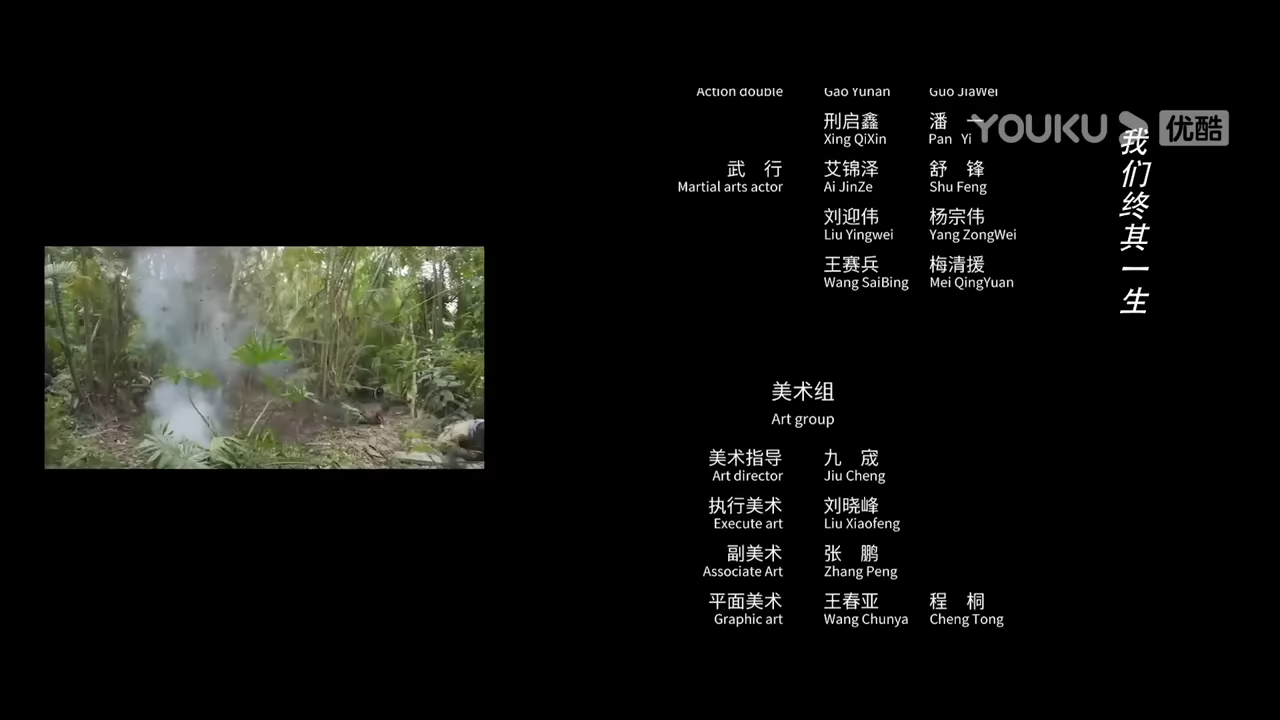 Action double Gao Yunan Guo JiaWei
刑启鑫 潘 一
Xing QiXin Pan Yi
武 行 艾锦泽 舒 锋
Martial arts actor Ai JinZe Shu Feng
刘迎伟 杨宗伟
Liu Yingwei Yang ZongWei
王赛兵 梅清援
Wang SaiBing Mei QingYuan
美术组
Art group
美术指导 九 宬
Art director Jiu Cheng
执行美术 刘晓峰
Execute art Liu Xiaofeng
副美术 张 鹏
Associate Art Zhang Peng
平面美术 王春亚 程 桐
Graphic art Wang Chunya Cheng Tong
YOUKU 优酷
我们终其一生